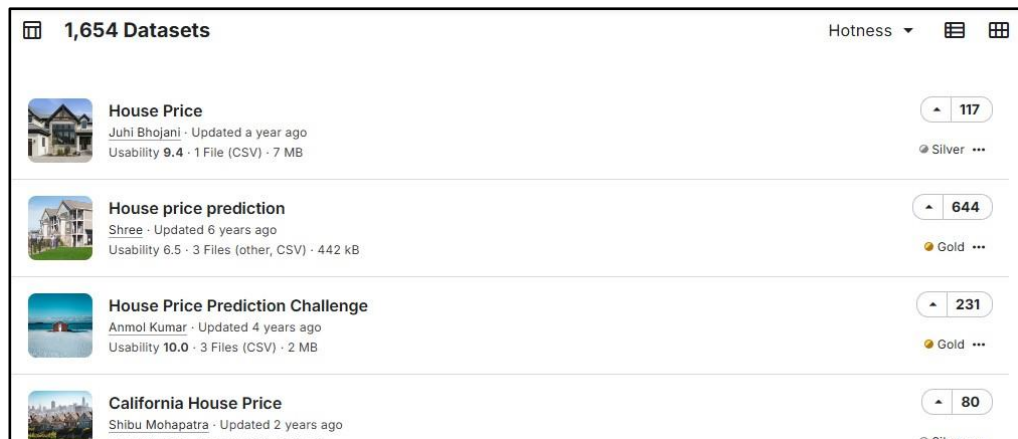 1,654 Datasets
Hotness
House Price
Juhi Bhojani · Updated a year ago
Usability 9.4 · 1 File (CSV) · 7 MB
117
Silver
House price prediction
Shree · Updated 6 years ago
Usability 6.5 · 3 Files (other, CSV) · 442 kB
644
Gold
House Price Prediction Challenge
Anmol Kumar · Updated 4 years ago
Usability 10.0 · 3 Files (CSV) · 2 MB
231
Gold
California House Price
Shibu Mohapatra · Updated 2 years ago
80